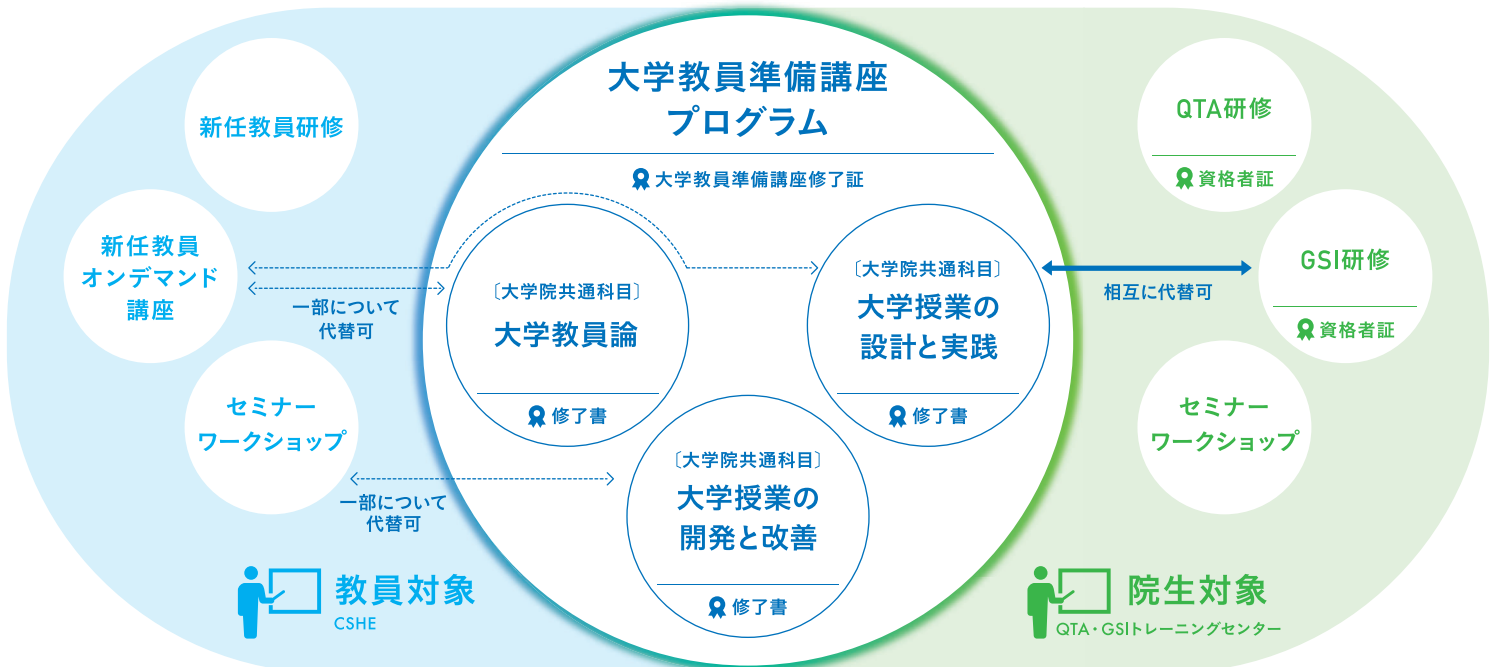 大学教員準備講座
プログラム
大学教員準備講座修了証
新任教員研修
新任教員
オンデマンド
講座
一部について
代替可
セミナー
ワークショップ
一部について
代替可
〔大学院共通科目〕
大学教員論
修了書
〔大学院共通科目〕
大学授業の
設計と実践
修了書
〔大学院共通科目〕
大学授業の
開発と改善
修了書
QTA研修
資格者証
GSI研修
資格者証
相互に代替可
セミナー
ワークショップ
教員対象
CSHE
院生対象
QTA・GSIトレーニングセンター